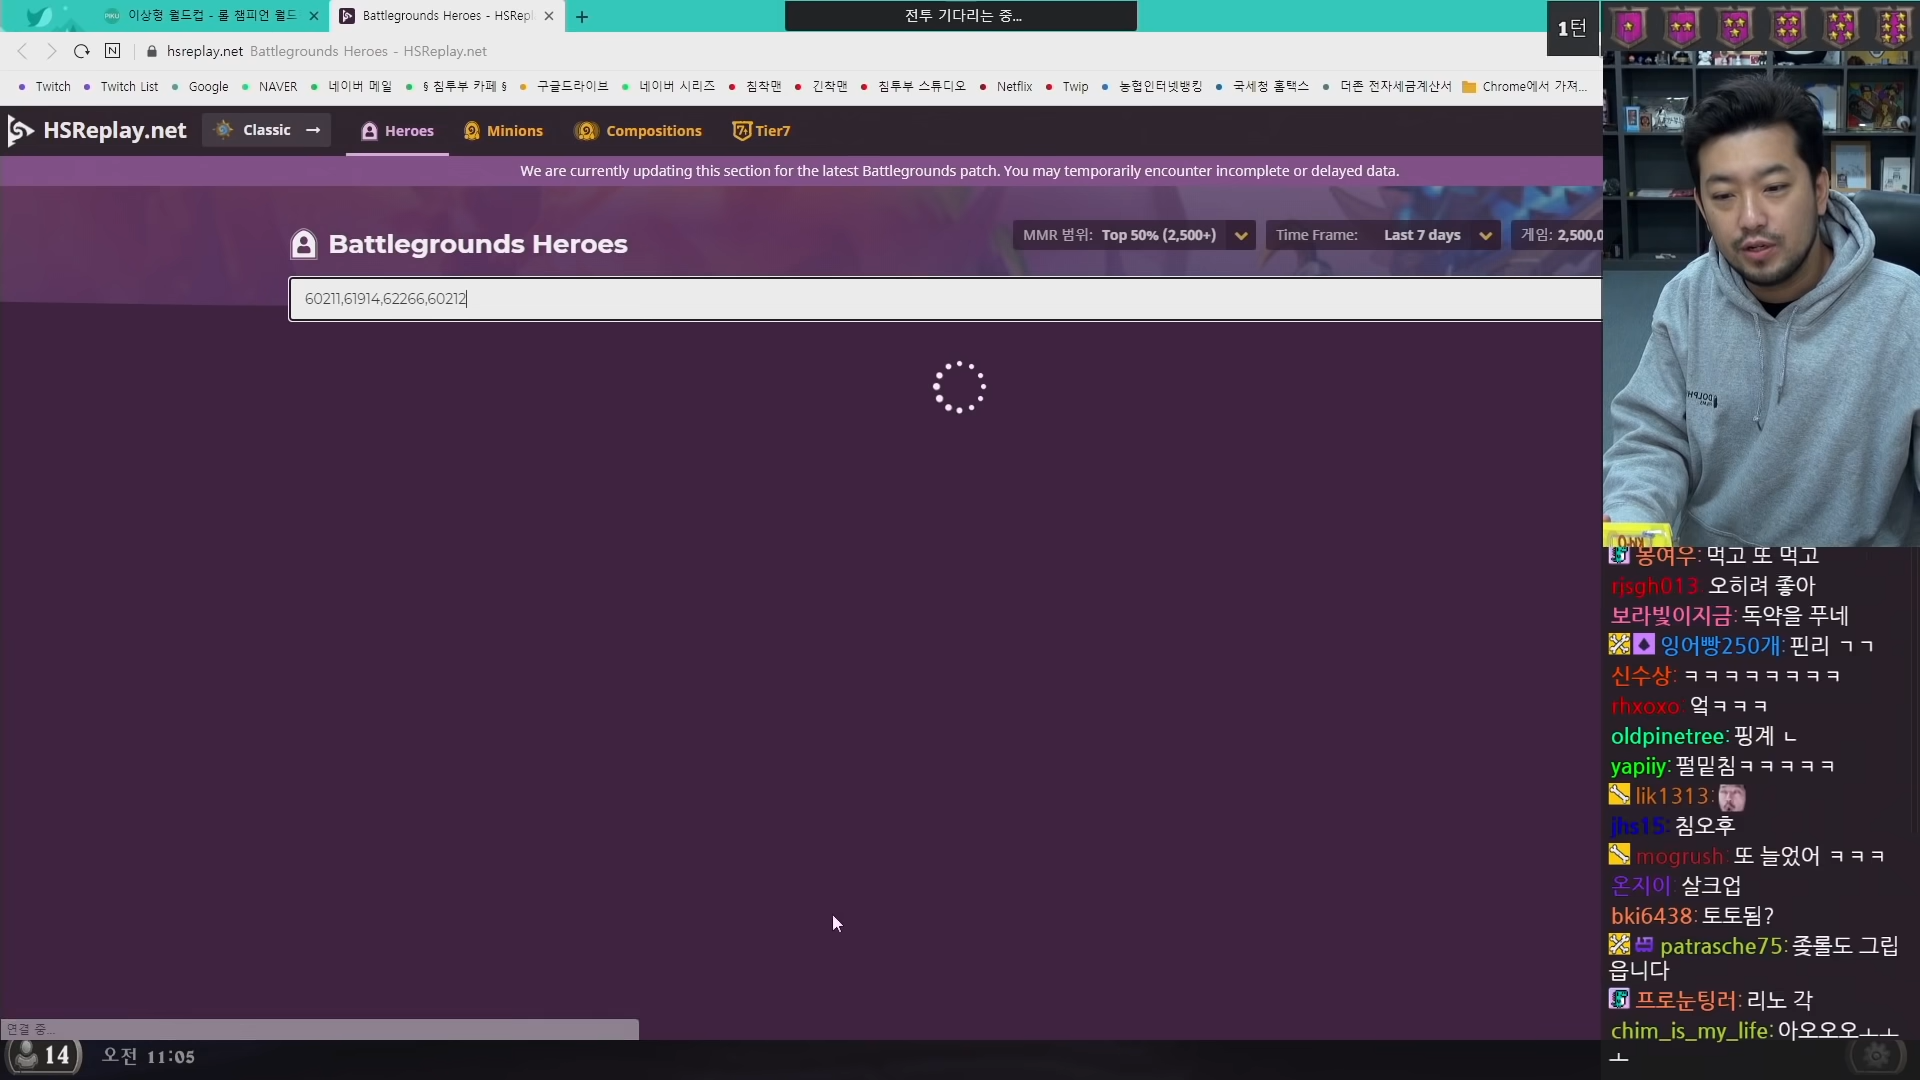 이상형 월드컵 - 롤 챔피언 월드
Battlegrounds Heroes - HSRepl
전투 기다리는 중...
1턴
hsreplay.net Battlegrounds Heroes - HSReplay.net
Twitch
Twitch List
Google
NAVER
네이버 메일
§ 침투부 카페 §
구글드라이브
네이버 시리즈
침착맨
긴착맨
침투부 스튜디오
Netflix
Twip
농협인터넷뱅킹
국세청 홈택스
더존 전자세금계산서
Chrome에서 가져...
HSReplay.net
Classic →
Heroes
Minions
Compositions
Tier7
We are currently updating this section for the latest Battlegrounds patch. You may temporarily encounter incomplete or delayed data.
Battlegrounds Heroes
MMR 범위: Top 50% (2,500+)
Time Frame: Last 7 days
게임: 2,500,0
60211,61914,62266,60212
몽여우: 먹고 또 먹고
rjsgh013: 오히려 좋아
보라빛이지금: 독약을 푸네
잉어빵250개: 핀리 ㄱㄱ
신수상: ㅋㅋㅋㅋㅋㅋㅋㅋ
rhxoxo: 엌ㅋㅋㅋ
oldpinetree: 핑계 ㄴ
yapiiy: 펄밑침ㅋㅋㅋㅋㅋ
lik1313:
jhs15: 침오후
mogrush: 또 늘었어 ㅋㅋㅋ
온지이: 살크업
bki6438: 토토됨?
patrasche75: 좆롤도 그립
읍니다
프로눈팅러: 리노 각
chim_is_my_life: 아오오오ㅗㅗ
ㅗ
연결 중...
14
오전 11:05